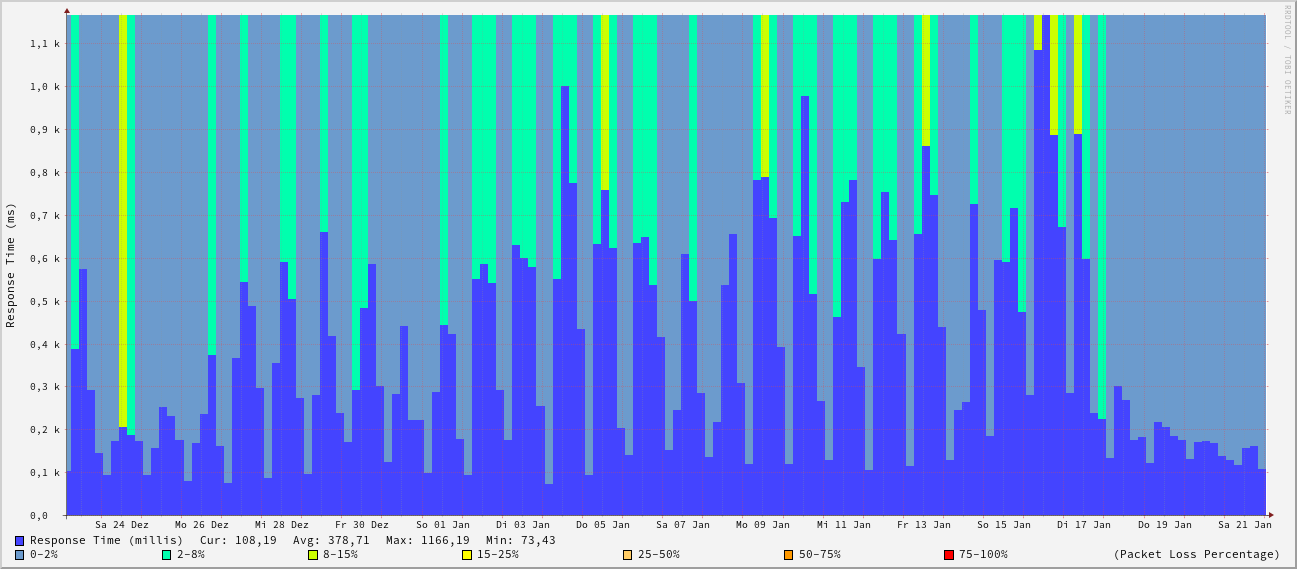 RRDTOOL / TOBI OETIKER
Response Time (ms)
1,1 k
1,0 k
0,9 k
0,8 k
0,7 k
0,6 k
0,5 k
0,4 k
0,3 k
0,2 k
0,1 k
0,0
Sa 24 Dez Mo 26 Dez Mi 28 Dez Fr 30 Dez So 01 Jan Di 03 Jan Do 05 Jan Sa 07 Jan Mo 09 Jan Mi 11 Jan Fr 13 Jan So 15 Jan Di 17 Jan Do 19 Jan Sa 21 Jan
Response Time (millis) Cur: 108,19 Avg: 378,71 Max: 1166,19 Min: 73,43
0-2% 2-8% 8-15% 15-25% 25-50% 50-75% 75-100% (Packet Loss Percentage)